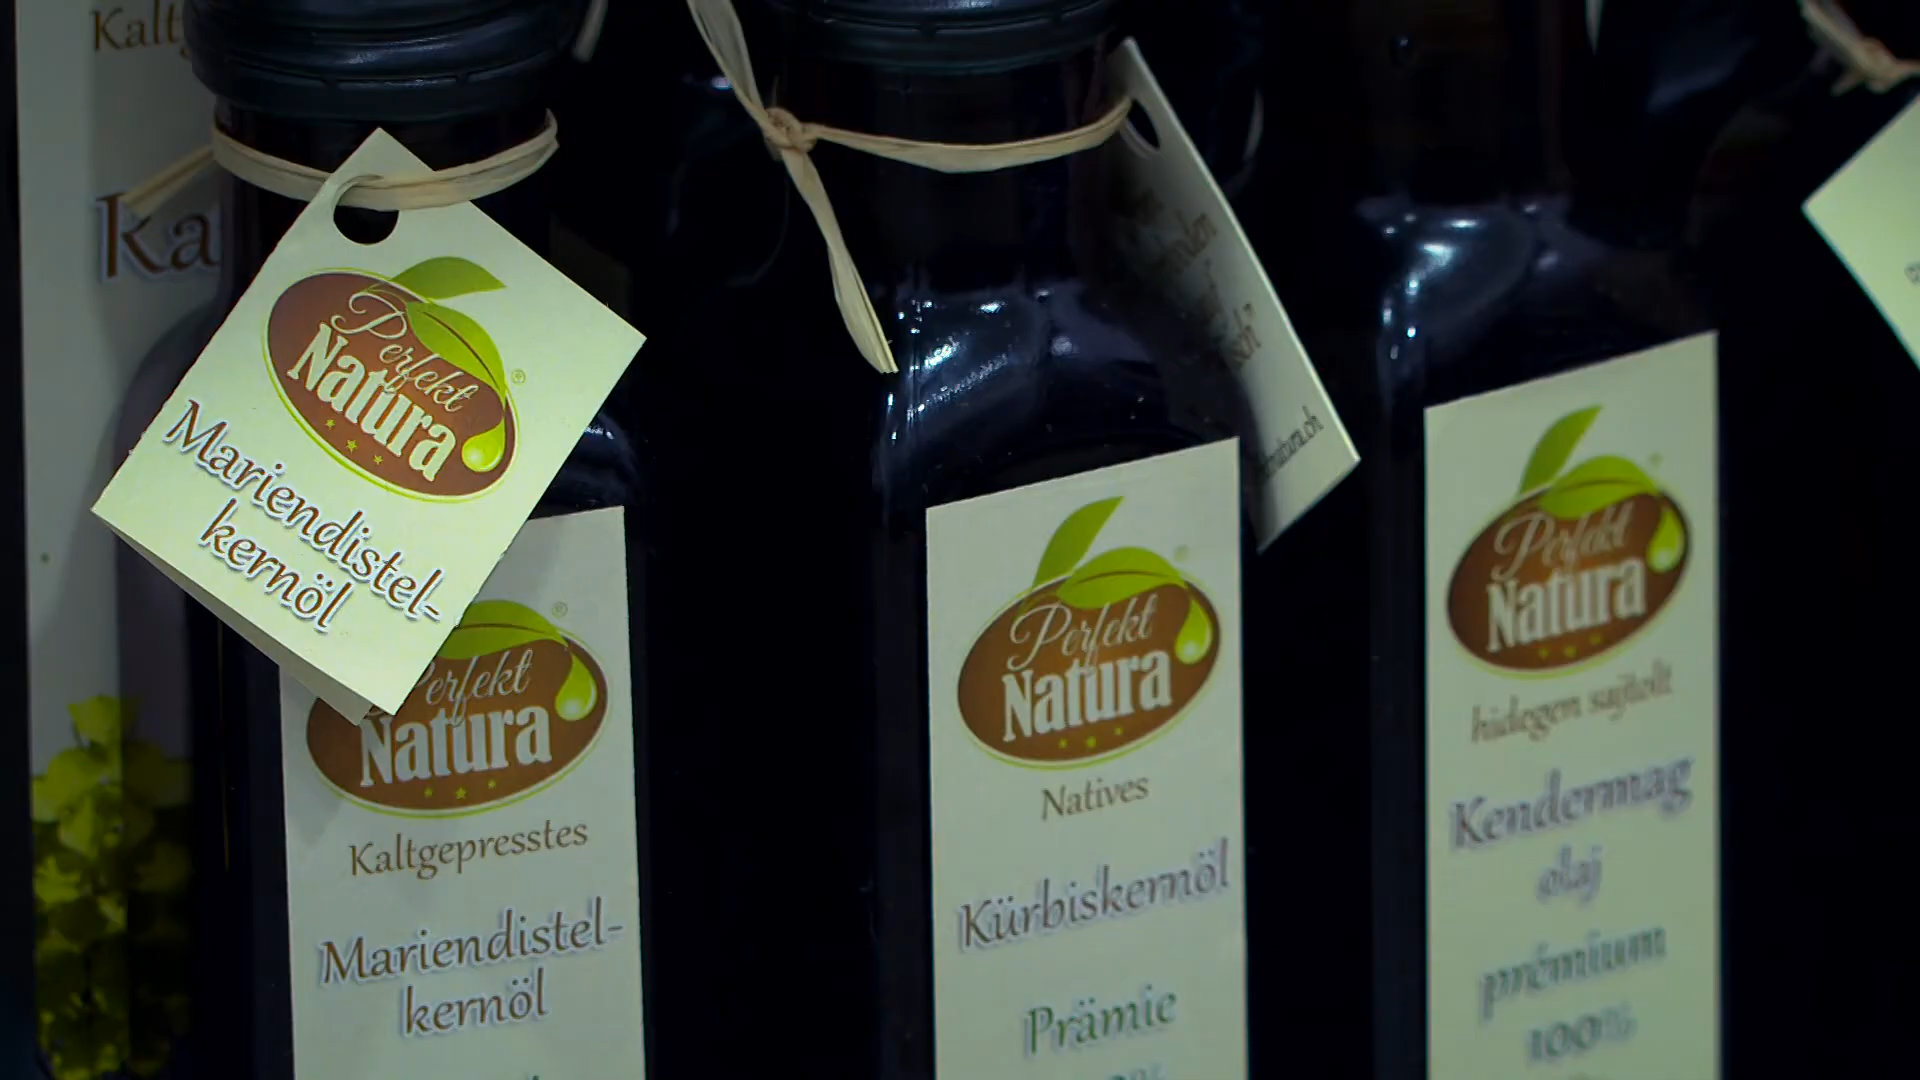 Perfekt
Natura
®
Mariendistel-
kernöl
Perfekt
Natura
®
Kaltgepresstes
Mariendistel-
kernöl
Perfekt
Natura
Natives
Kürbiskernöl
Prämie
Perfekt
Natura
hidegen sajtolt
Kendermag
olaj
prémium
100%